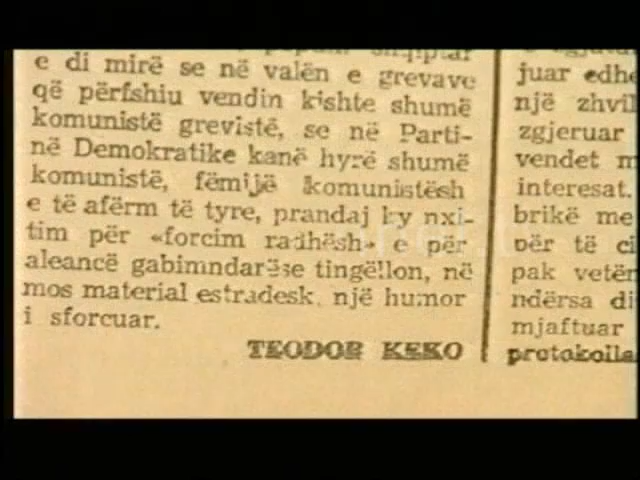 e di mirë se në valën e grevave
që përfshiu vendin kishte shumë
komunistë grevistë, se në Parti-
në Demokratike kanë hyrë shumë
komunistë, fëmijë komunistësh
e të afërm të tyre, prandaj ky nxi-
tim për «forcim radhësh» e për
aleancë gabimndarëse tingëllon, në
mos material estradesk, një humor
i sforcuar.
TEODOR KEKO
juar edhe
një zhvil
zgjeruar
vendet m
interesat.
brikë me
për të ci
pak vetëm
ndërsa di
mjaftuar
protokolla